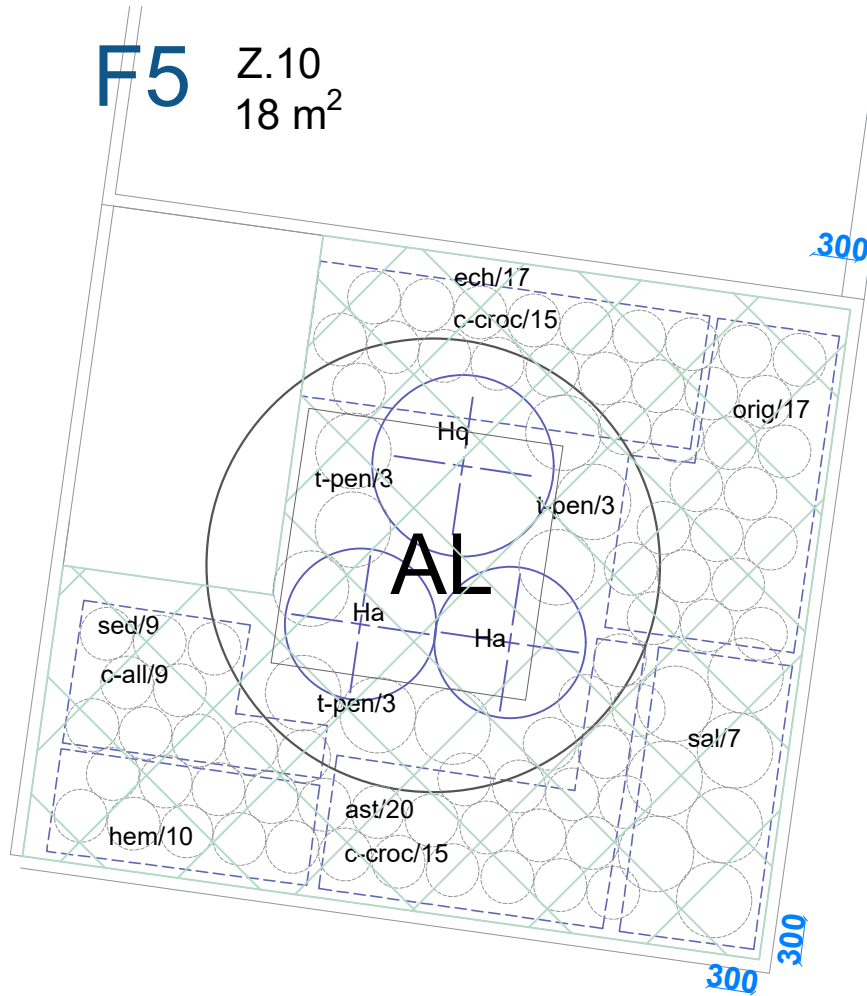 F5
Z.10
18 m²
300
ech/17
c-croc/15
orig/17
Hq
t-pen/3
t-pen/3
AL
Ha
Ha
sed/9
c-all/9
t-pen/3
sal/7
ast/20
hem/10
c-croc/15
300
300